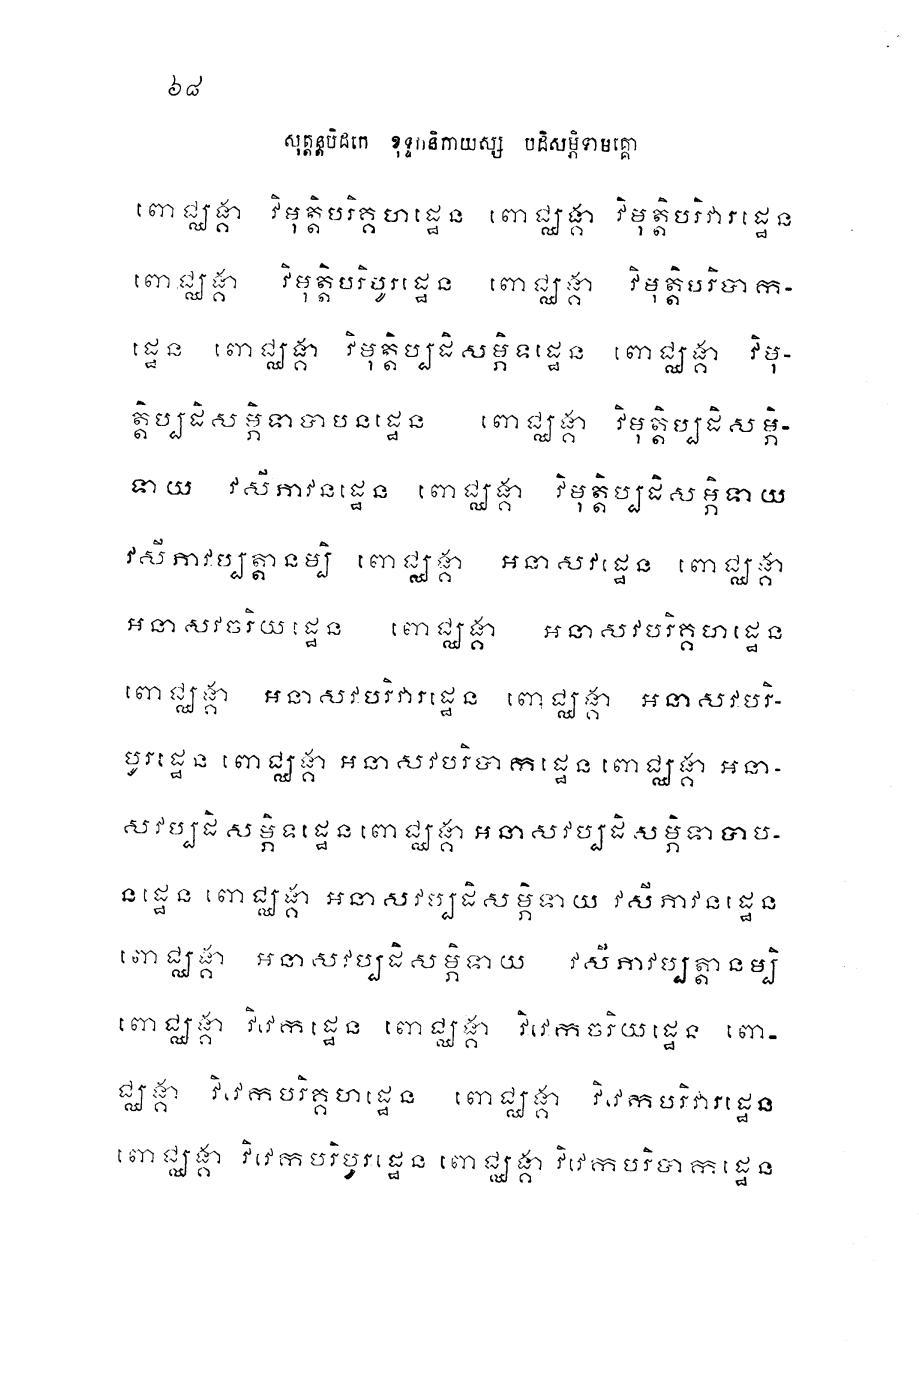 ៦៨
សុត្តន្តបិដកេ ខុទ្ទកនិកាយស្ស បដិសម្ភិទាមគ្គោ
ពោជ្ឈង្គា វិមុត្តិបរិគ្គហដ្ឋេន ពោជ្ឈង្គា វិមុត្តិបរិវារដ្ឋេន
ពោជ្ឈង្គា វិមុត្តិបរិបូរដ្ឋេន ពោជ្ឈង្គា វិមុត្តិបរិបាក-
ដ្ឋេន ពោជ្ឈង្គា វិមុត្តិប្បដិសម្ភិទដ្ឋេន ពោជ្ឈង្គា វិមុ-
ត្តិប្បដិសម្ភិទាបាបនដ្ឋេន ពោជ្ឈង្គា វិមុត្តិប្បដិសម្ភិ-
ទាយ វសីភាវនដ្ឋេន ពោជ្ឈង្គា វិមុត្តិប្បដិសម្ភិទាយ
វសីភាវប្បត្តានម្បិ ពោជ្ឈង្គា អនាសវដ្ឋេន ពោជ្ឈង្គា
អនាសវចរិយដ្ឋេន ពោជ្ឈង្គា អនាសវបរិគ្គហដ្ឋេន
ពោជ្ឈង្គា អនាសវបរិវារដ្ឋេន ពោជ្ឈង្គា អនាសវបរិ-
បូរដ្ឋេន ពោជ្ឈង្គា អនាសវបរិបាកដ្ឋេន ពោជ្ឈង្គា អនា-
សវប្បដិសម្ភិទដ្ឋេន ពោជ្ឈង្គា អនាសវប្បដិសម្ភិទាបាប-
នដ្ឋេន ពោជ្ឈង្គា អនាសវប្បដិសម្ភិទាយ វសីភាវនដ្ឋេន
ពោជ្ឈង្គា អនាសវប្បដិសម្ភិទាយ វសីភាវប្បត្តានម្បិ
ពោជ្ឈង្គា វិវេកដ្ឋេន ពោជ្ឈង្គា វិវេកចរិយដ្ឋេន ពោ-
ជ្ឈង្គា វិវេកបរិគ្គហដ្ឋេន ពោជ្ឈង្គា វិវេកបរិវារដ្ឋេន
ពោជ្ឈង្គា វិវេកបរិបូរដ្ឋេន ពោជ្ឈង្គា វិវេកបរិបាកដ្ឋេន